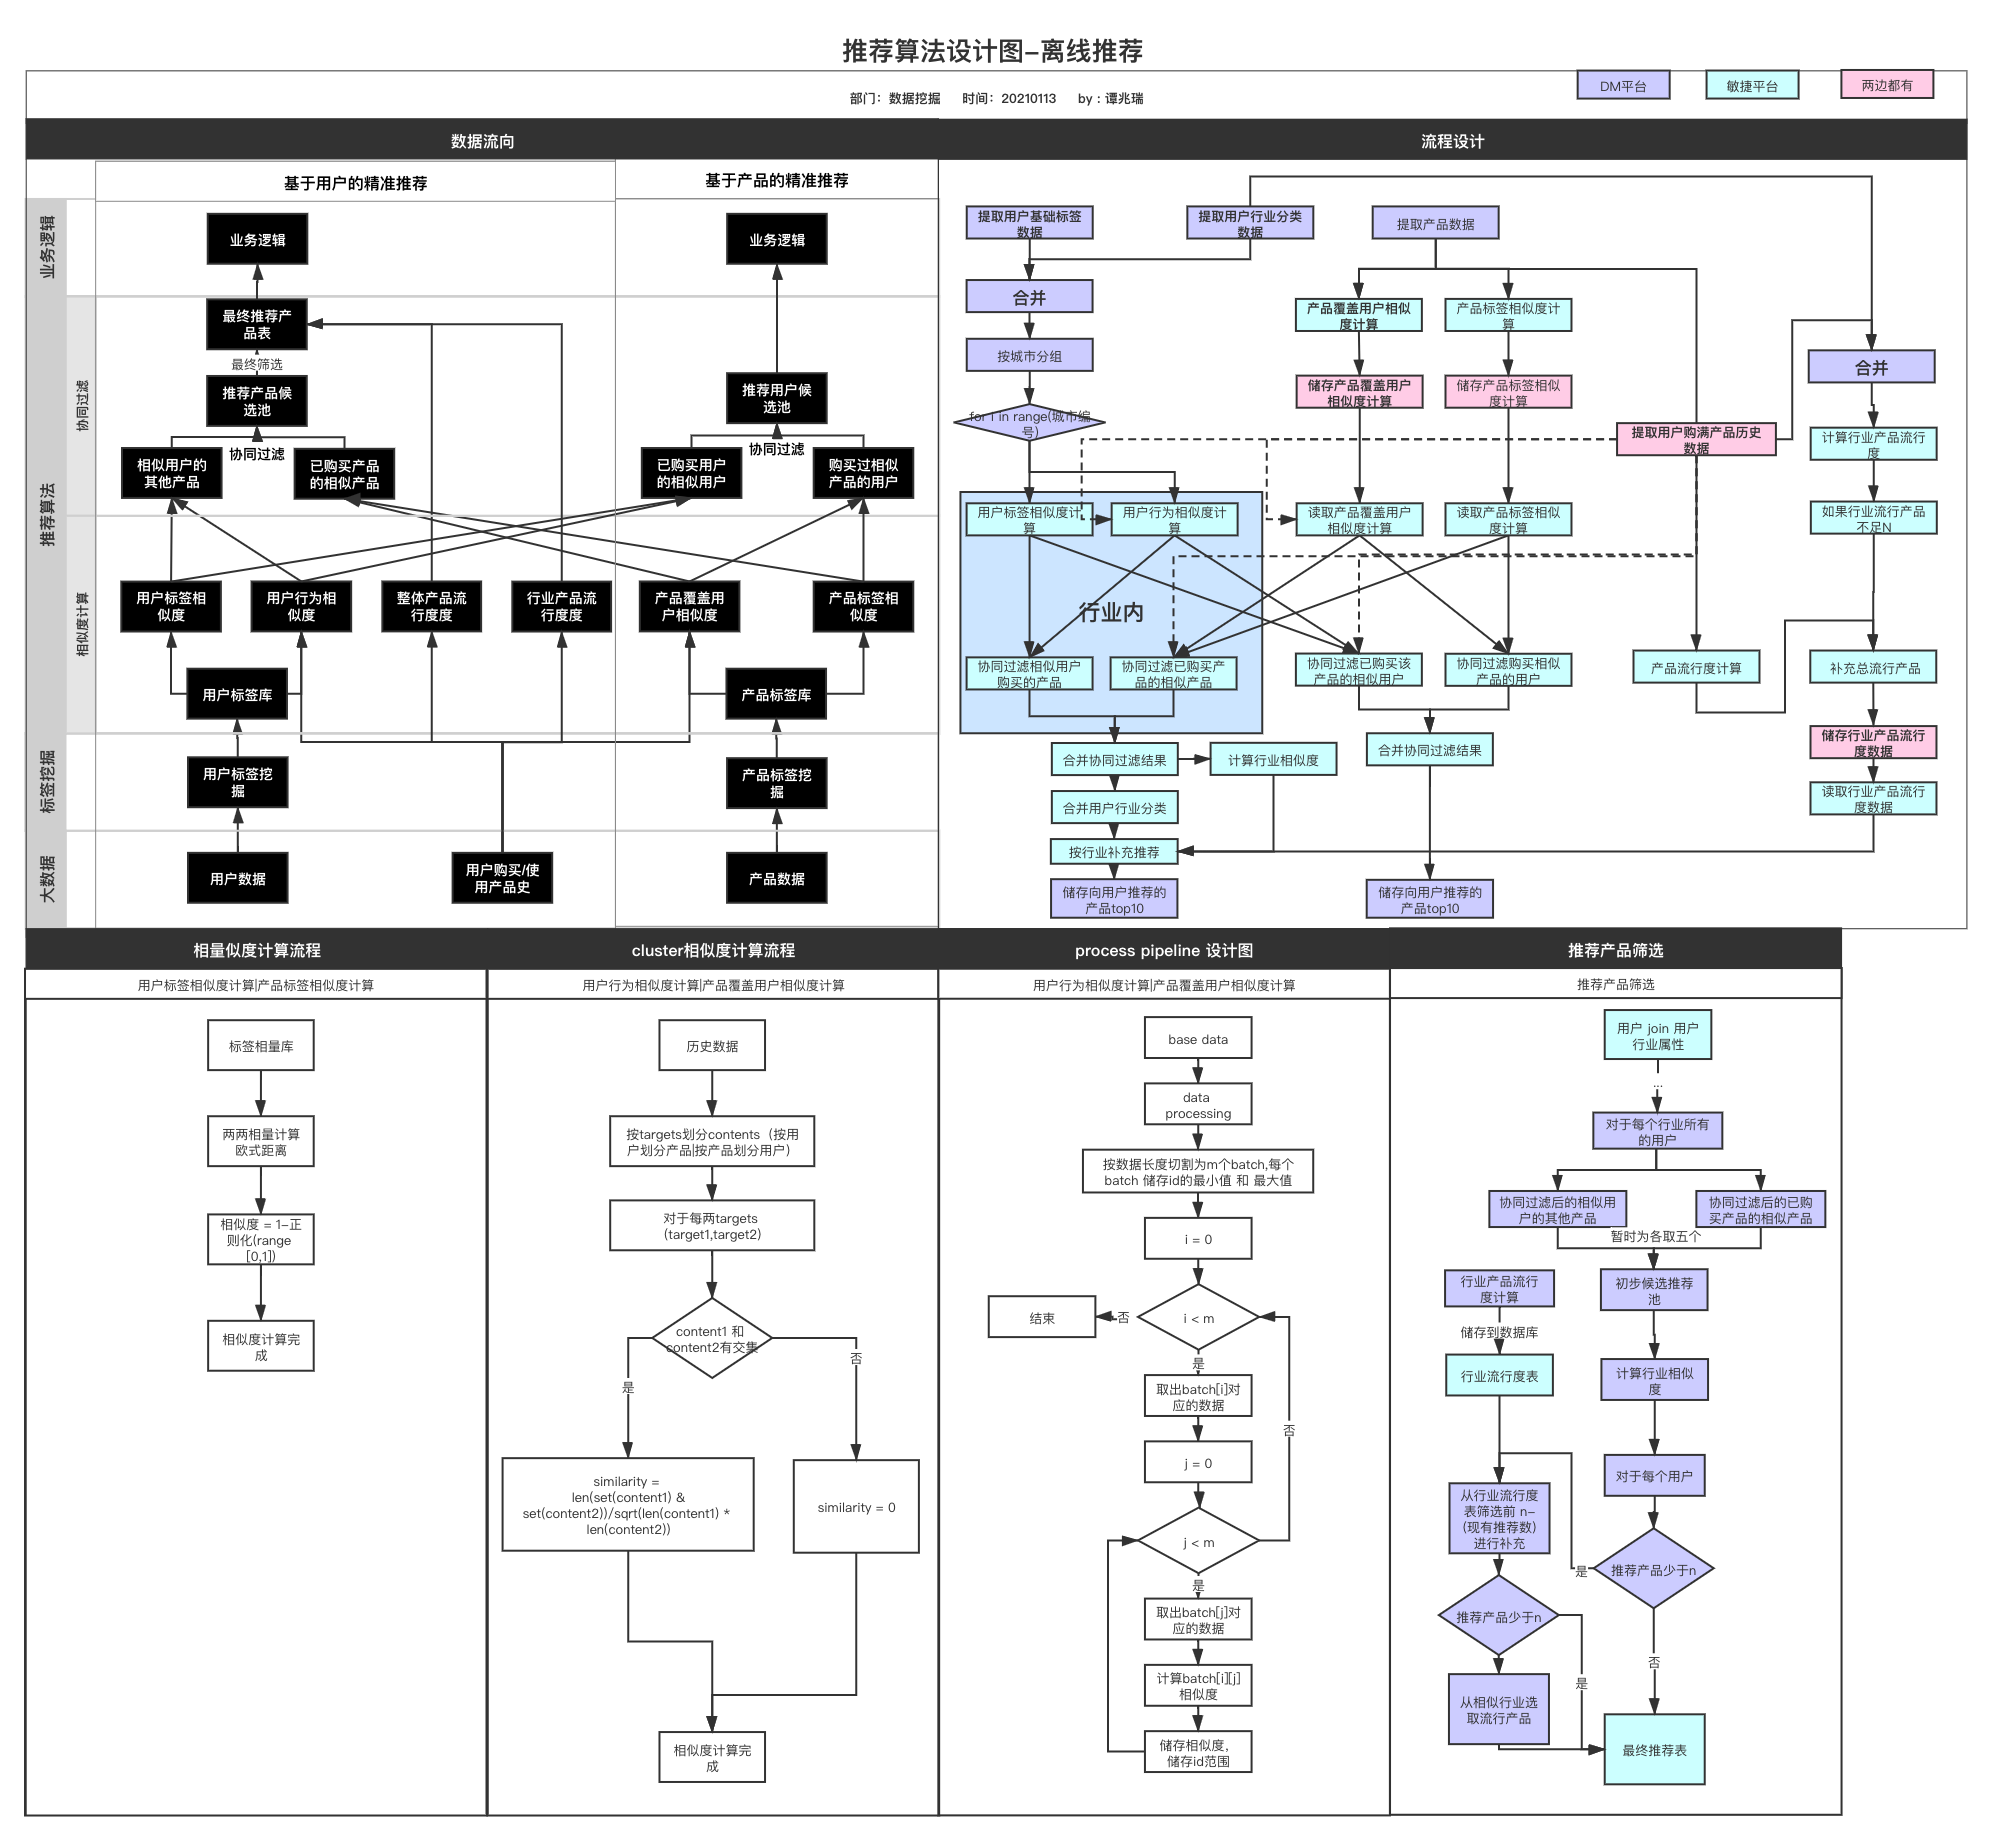 推荐算法设计图-离线推荐
部门：数据挖掘 时间：20210113 by : 谭兆瑞
DM平台
敏捷平台
两边都有
数据流向
流程设计
基于用户的精准推荐
基于产品的精准推荐
业务逻辑
推荐算法
标签挖掘
大数据
协同过滤
相似度计算
业务逻辑
最终推荐产
品表
最终筛选
推荐产品候
选池
协同过滤
相似用户的
其他产品
已购买产品
的相似产品
业务逻辑
推荐用户候
选池
协同过滤
已购买用户
的相似用户
购买过相似
产品的用户
用户标签相
似度
用户行为相
似度
整体产品流
行度度
行业产品流
行度度
产品覆盖用
户相似度
产品标签相
似度
用户标签库
产品标签库
用户标签挖
掘
产品标签挖
掘
用户数据
用户购买/使
用产品史
产品数据
提取用户基础标签
数据
提取用户行业分类
数据
提取产品数据
合并
按城市分组
for i in range(城市编
号)
产品覆盖用户相似
度计算
产品标签相似度计
算
储存产品覆盖用户
相似度计算
储存产品标签相似
度计算
提取用户购满产品历史
数据
合并
计算行业产品流行
度
如果行业流行产品
不足N
用户标签相似度计
算
用户行为相似度计
算
读取产品覆盖用户
相似度计算
读取产品标签相似
度计算
行业内
协同过滤相似用户
购买的产品
协同过滤已购买产
品的相似产品
协同过滤已购买该
产品的相似用户
协同过滤购买相似
产品的用户
产品流行度计算
补充总流行产品
储存行业产品流行
度数据
读取行业产品流行
度数据
合并协同过滤结果
计算行业相似度
合并协同过滤结果
合并用户行业分类
按行业补充推荐
储存向用户推荐的
产品top10
储存向用户推荐的
产品top10
相量似度计算流程
用户标签相似度计算|产品标签相似度计算
标签相量库
两两相量计算
欧式距离
相似度 = 1-正
则化(range
[0,1])
相似度计算完
成
cluster相似度计算流程
用户行为相似度计算|产品覆盖用户相似度计算
历史数据
按targets划分contents（按用
户划分产品|按产品划分用户）
对于每两targets
(target1,target2)
content1 和
content2有交集
是
否
similarity =
len(set(content1) &
set(content2))/sqrt(len(content1) *
len(content2))
similarity = 0
相似度计算完
成
process pipeline 设计图
用户行为相似度计算|产品覆盖用户相似度计算
base data
data
processing
按数据长度切割为m个batch,每个
batch 储存id的最小值 和 最大值
i = 0
结束
否
i < m
是
取出batch[i]对
应的数据
否
j = 0
j < m
是
取出batch[j]对
应的数据
计算batch[i][j]
相似度
储存相似度，
储存id范围
推荐产品筛选
推荐产品筛选
用户 join 用户
行业属性
...
对于每个行业所有
的用户
协同过滤后的相似用
户的其他产品
协同过滤后的已购
买产品的相似产品
暂时为各取五个
行业产品流行
度计算
初步候选推荐
池
储存到数据库
行业流行度表
计算行业相似
度
对于每个用户
从行业流行度
表筛选前 n-
（现有推荐数）
进行补充
是
推荐产品少于n
推荐产品少于n
否
是
从相似行业选
取流行产品
最终推荐表